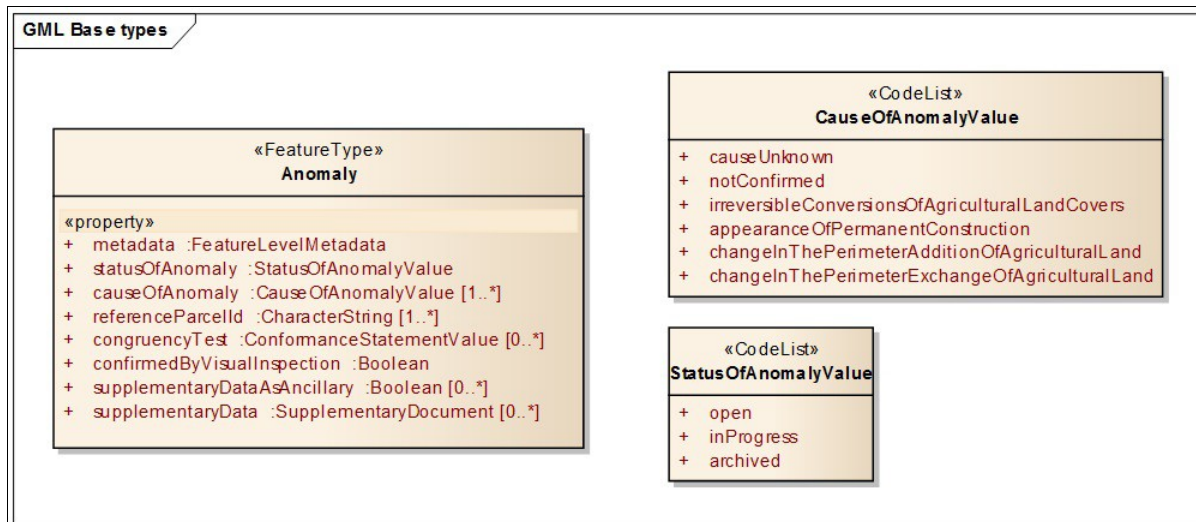 GML Base types
«FeatureType»
Anomaly
«property»
+ metadata :FeatureLevelMetadata
+ statusOfAnomaly :StatusOfAnomalyValue
+ causeOfAnomaly :CauseOfAnomalyValue [1..*]
+ referenceParcelId :CharacterString [1..*]
+ congruencyTest :ConformanceStatementValue [0..*]
+ confirmedByVisualInspection :Boolean
+ supplementaryDataAsAncillary :Boolean [0..*]
+ supplementaryData :SupplementaryDocument [0..*]
«CodeList»
CauseOfAnomalyValue
+ causeUnknown
+ notConfirmed
+ irreversibleConversionsOfAgriculturalLandCovers
+ appearanceOfPermanentConstruction
+ changeInThePerimeterAdditionOfAgriculturalLand
+ changeInThePerimeterExchangeOfAgriculturalLand
«CodeList»
StatusOfAnomalyValue
+ open
+ inProgress
+ archived